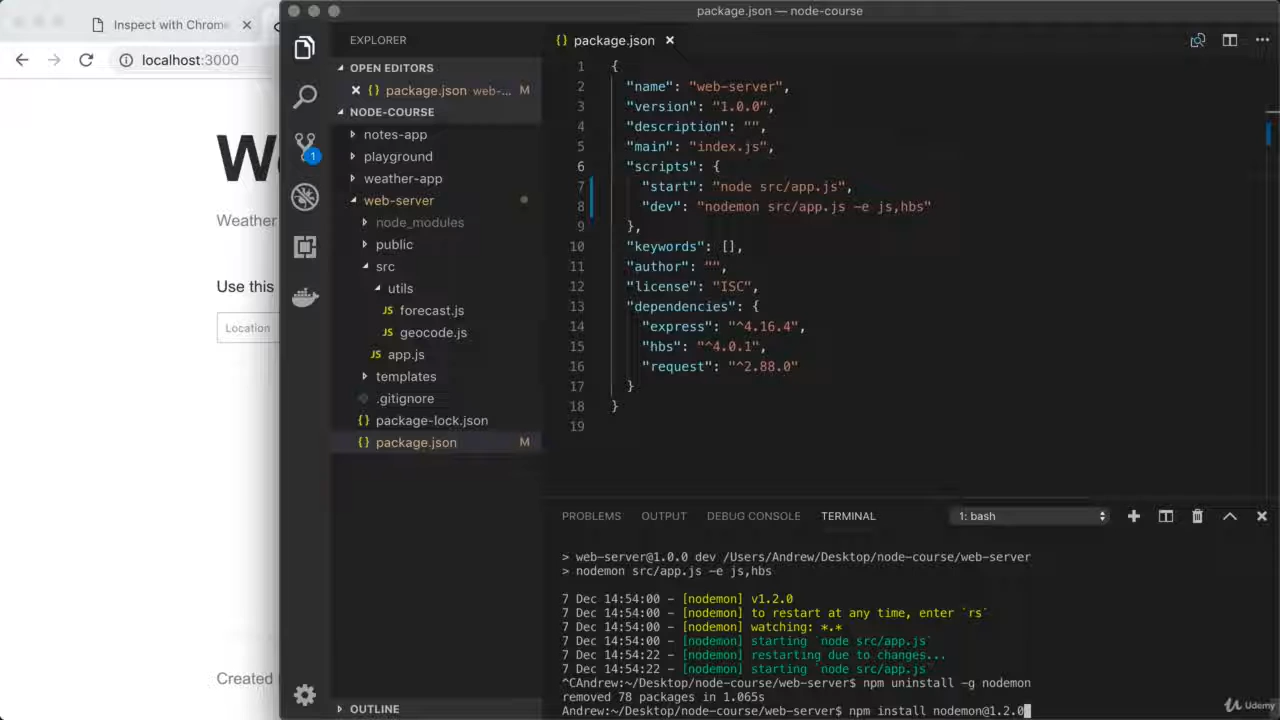 Inspect with Chrome
package.json — node-course
localhost:3000
EXPLORER
package.json
OPEN EDITORS
package.json web-... M
NODE-COURSE
notes-app
playground
weather-app
web-server
node_modules
public
src
utils
JS forecast.js
JS geocode.js
JS app.js
templates
.gitignore
{} package-lock.json
{} package.json M
OUTLINE
1
Weather
Use this
Location
Created
1 {
2 "name": "web-server",
3 "version": "1.0.0",
4 "description": "",
5 "main": "index.js",
6 "scripts": {
7 "start": "node src/app.js",
8 "dev": "nodemon src/app.js -e js,hbs"
9 },
10 "keywords": [],
11 "author": "",
12 "license": "ISC",
13 "dependencies": {
14 "express": "^4.16.4",
15 "hbs": "^4.0.1",
16 "request": "^2.88.0"
17 }
18 }
19
PROBLEMS OUTPUT DEBUG CONSOLE TERMINAL 1: bash
> web-server@1.0.0 dev /Users/Andrew/Desktop/node-course/web-server
> nodemon src/app.js -e js,hbs
7 Dec 14:54:00 - [nodemon] v1.2.0
7 Dec 14:54:00 - [nodemon] to restart at any time, enter `rs`
7 Dec 14:54:00 - [nodemon] watching: *.*
7 Dec 14:54:00 - [nodemon] starting `node src/app.js`
7 Dec 14:54:22 - [nodemon] restarting due to changes...
7 Dec 14:54:22 - [nodemon] starting `node src/app.js`
^CAndrew:~/Desktop/node-course/web-server$ npm uninstall -g nodemon
removed 78 packages in 1.065s
Andrew:~/Desktop/node-course/web-server$ npm install nodemon@1.2.0
Udemy